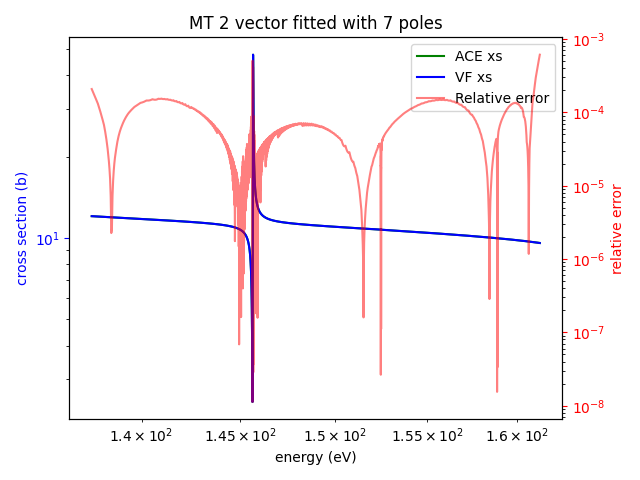 MT 2 vector fitted with 7 poles
ACE xs
VF xs
Relative error
cross section (b)
10¹
relative error
10⁻³
10⁻⁴
10⁻⁵
10⁻⁶
10⁻⁷
10⁻⁸
1.4 × 10² 1.45 × 10² 1.5 × 10² 1.55 × 10² 1.6 × 10²
energy (eV)